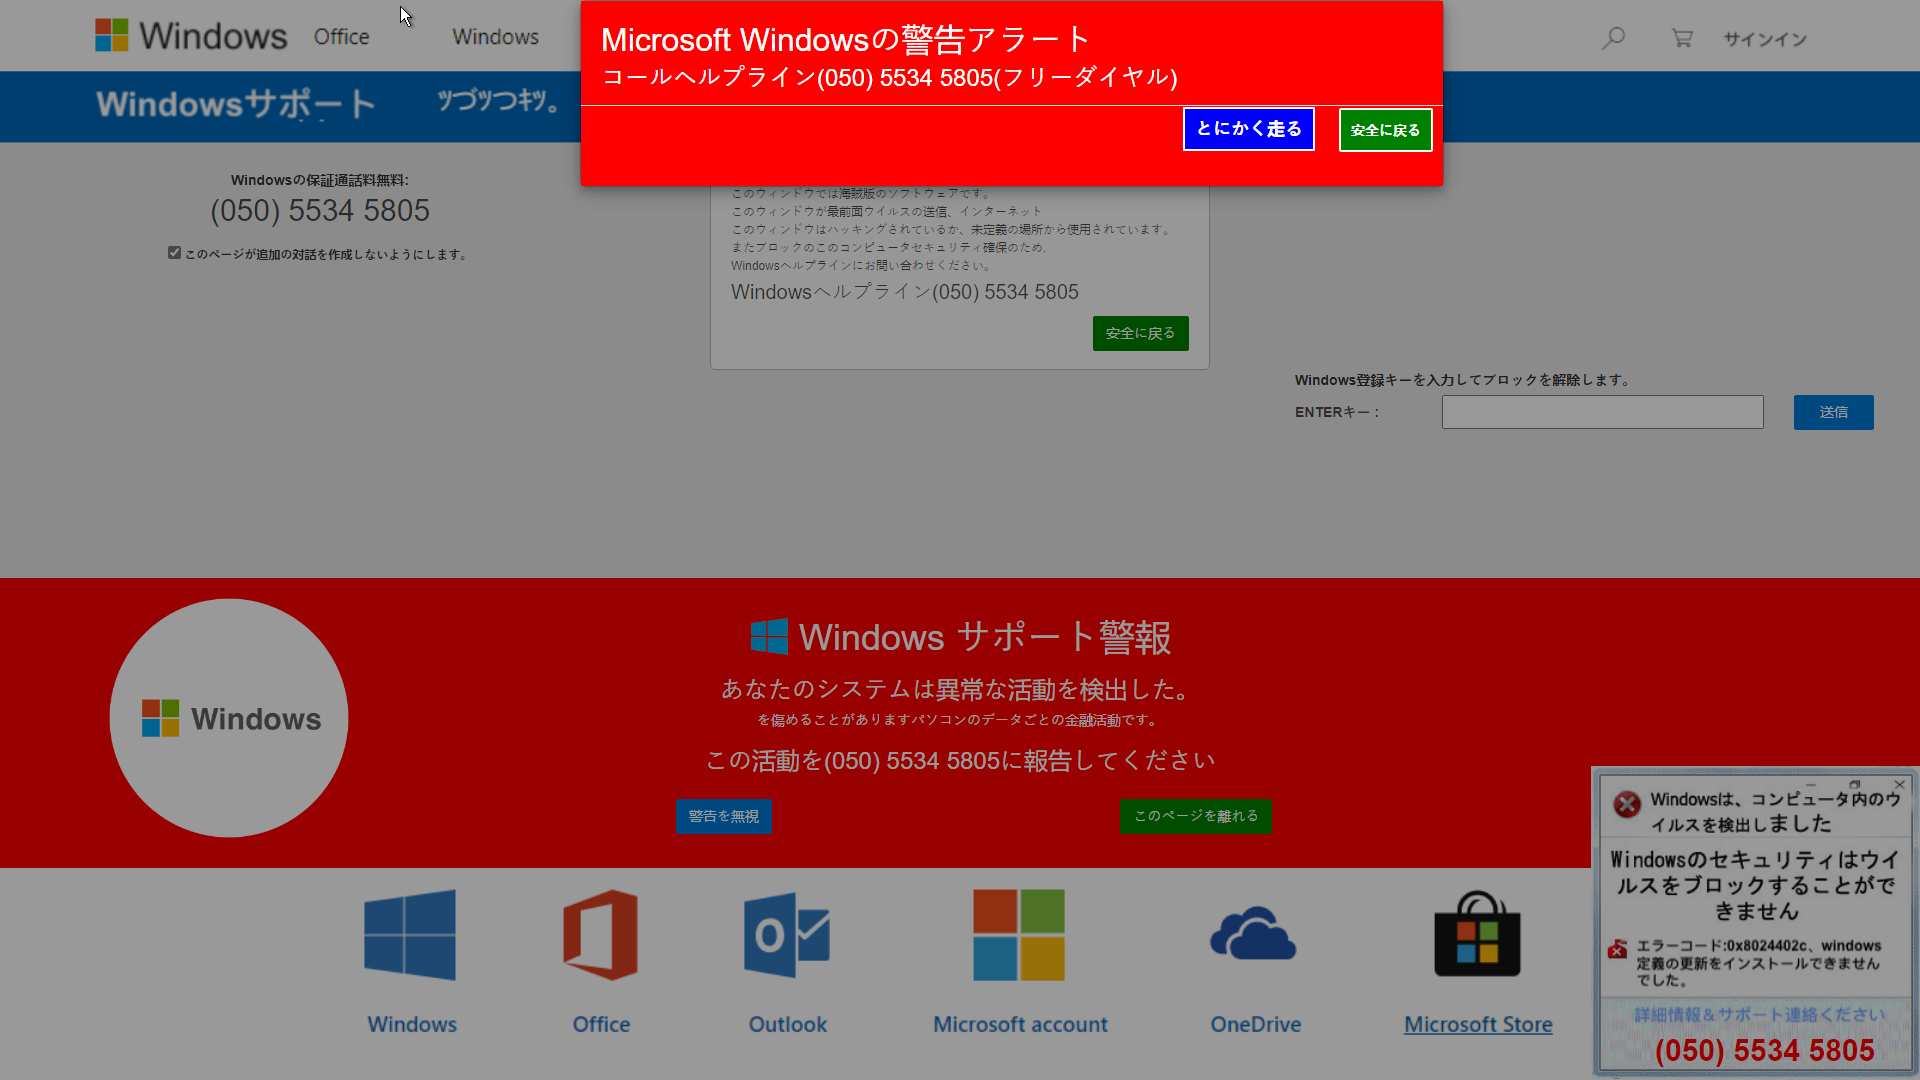 Windows
Office
Windows
サインイン
Microsoft Windowsの警告アラート
コールヘルプライン(050) 5534 5805(フリーダイヤル)
とにかく走る
安全に戻る
Windowsサポート
ツづツつキツ。
Windowsの保証通話料無料:
(050) 5534 5805
このページが追加の対話を作成しないようにします。
このウィンドウでは海賊版のソフトウェアです。
このウィンドウが最前面ウイルスの送信、インターネット
このウィンドウはハッキングされているか、未定義の場所から使用されています。
またブロックのこのコンピュータセキュリティ確保のため.
Windowsヘルプラインにお問い合わせください。
Windowsヘルプライン(050) 5534 5805
安全に戻る
Windows登録キーを入力してブロックを解除します。
ENTERキー：
送信
Windows
Windows サポート警報
あなたのシステムは異常な活動を検出した。
を傷めることがありますパソコンのデータごとの金融活動です。
この活動を(050) 5534 5805に報告してください
警告を無視
このページを離れる
Windowsは、コンピュータ内のウ
イルスを検出しました
Windowsのセキュリティはウイ
ルスをブロックすることがで
きません
エラーコード:0x8024402c、windows
定義の更新をインストールできません
でした。
詳細情報＆サポート連絡ください
(050) 5534 5805
Windows
Office
Outlook
Microsoft account
OneDrive
Microsoft Store